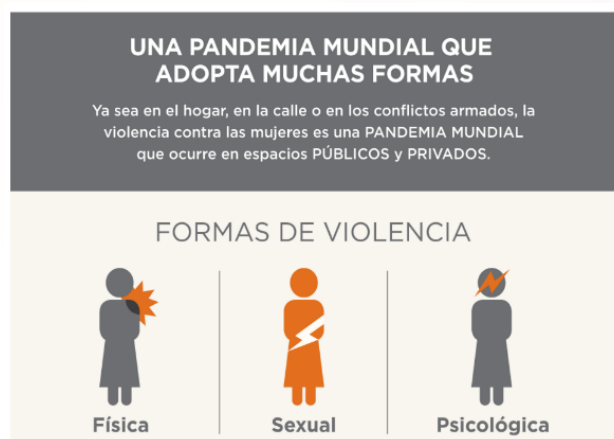 UNA PANDEMIA MUNDIAL QUE
ADOPTA MUCHAS FORMAS
Ya sea en el hogar, en la calle o en los conflictos armados, la
violencia contra las mujeres es una PANDEMIA MUNDIAL
que ocurre en espacios PÚBLICOS y PRIVADOS.
FORMAS DE VIOLENCIA
Física
Sexual
Psicológica